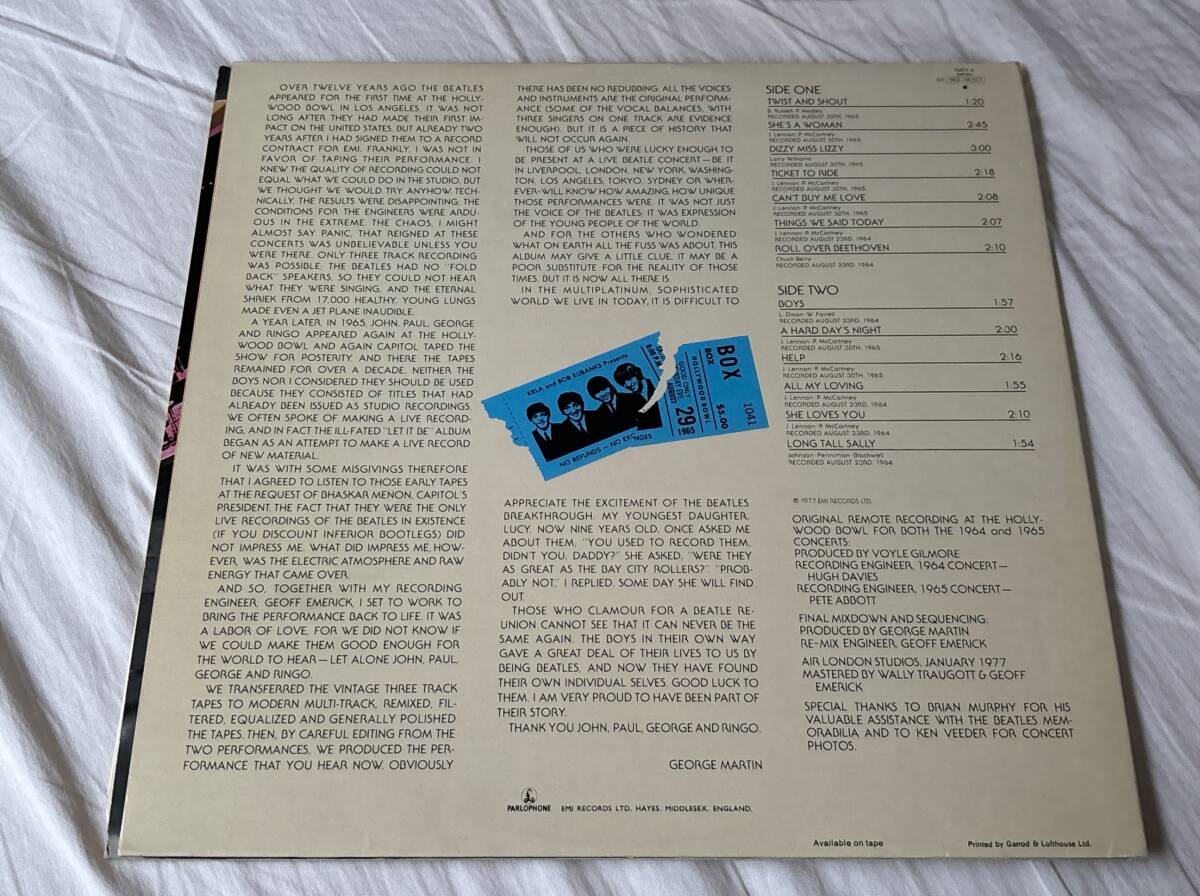 OVER TWELVE YEARS AGO THE BEATLES
APPEARED FOR THE FIRST TIME AT THE HOLLY-
WOOD BOWL IN LOS ANGELES. IT WAS NOT
LONG AFTER THEY HAD MADE THEIR FIRST IM-
PACT ON THE UNITED STATES, BUT ALREADY TWO
YEARS AFTER I HAD SIGNED THEM TO A RECORD
CONTRACT FOR EMI. FRANKLY, I WAS NOT IN
FAVOR OF TAPING THEIR PERFORMANCE. I
KNEW THE QUALITY OF RECORDING COULD NOT
EQUAL WHAT WE COULD DO IN THE STUDIO, BUT
WE THOUGHT WE WOULD TRY ANYHOW. TECH-
NICALLY, THE RESULTS WERE DISAPPOINTING; THE
CONDITIONS FOR THE ENGINEERS WERE ARDU-
OUS IN THE EXTREME. THE CHAOS, I MIGHT
ALMOST SAY PANIC, THAT REIGNED AT THESE
CONCERTS WAS UNBELIEVABLE UNLESS YOU
WERE THERE. ONLY THREE TRACK RECORDING
WAS POSSIBLE; THE BEATLES HAD NO "FOLD
BACK" SPEAKERS, SO THEY COULD NOT HEAR
WHAT THEY WERE SINGING, AND THE ETERNAL
SHRIEK FROM 17,000 HEALTHY, YOUNG LUNGS
MADE EVEN A JET PLANE INAUDIBLE.
A YEAR LATER, IN 1965, JOHN, PAUL, GEORGE
AND RINGO APPEARED AGAIN AT THE HOLLY-
WOOD BOWL AND AGAIN CAPITOL TAPED THE
SHOW FOR POSTERITY. AND THERE THE TAPES
REMAINED FOR OVER A DECADE. NEITHER THE
BOYS NOR I CONSIDERED THEY SHOULD BE USED
BECAUSE THEY CONSISTED OF TITLES THAT HAD
ALREADY BEEN ISSUED AS STUDIO RECORDINGS.
WE OFTEN SPOKE OF MAKING A LIVE RECORD-
ING, AND IN FACT THE ILL-FATED "LET IT BE" ALBUM
BEGAN AS AN ATTEMPT TO MAKE A LIVE RECORD
OF NEW MATERIAL.
IT WAS WITH SOME MISGIVINGS THEREFORE
THAT I AGREED TO LISTEN TO THOSE EARLY TAPES
AT THE REQUEST OF BHASKAR MENON, CAPITOL'S
PRESIDENT. THE FACT THAT THEY WERE THE ONLY
LIVE RECORDINGS OF THE BEATLES IN EXISTENCE
(IF YOU DISCOUNT INFERIOR BOOTLEGS) DID
NOT IMPRESS ME. WHAT DID IMPRESS ME, HOW-
EVER, WAS THE ELECTRIC ATMOSPHERE AND RAW
ENERGY THAT CAME OVER.
AND SO, TOGETHER WITH MY RECORDING
ENGINEER, GEOFF EMERICK, I SET TO WORK TO
BRING THE PERFORMANCE BACK TO LIFE. IT WAS
A LABOR OF LOVE, FOR WE DID NOT KNOW IF
WE COULD MAKE THEM GOOD ENOUGH FOR
THE WORLD TO HEAR—LET ALONE JOHN, PAUL,
GEORGE AND RINGO.
WE TRANSFERRED THE VINTAGE THREE TRACK
TAPES TO MODERN MULTI-TRACK, REMIXED, FIL-
TERED, EQUALIZED AND GENERALLY POLISHED
THE TAPES. THEN, BY CAREFUL EDITING FROM THE
TWO PERFORMANCES, WE PRODUCED THE PER-
FORMANCE THAT YOU HEAR NOW. OBVIOUSLY
THERE HAS BEEN NO REDUBBING; ALL THE VOICES
AND INSTRUMENTS ARE THE ORIGINAL PERFORM-
ANCE (SOME OF THE VOCAL BALANCES, WITH
THREE SINGERS ON ONE TRACK ARE EVIDENCE
ENOUGH). BUT IT IS A PIECE OF HISTORY THAT
WILL NOT OCCUR AGAIN.
THOSE OF US WHO WERE LUCKY ENOUGH TO
BE PRESENT AT A LIVE BEATLE CONCERT—BE IT
IN LIVERPOOL, LONDON, NEW YORK, WASHING-
TON, LOS ANGELES, TOKYO, SYDNEY OR WHER-
EVER—WILL KNOW HOW AMAZING, HOW UNIQUE
THOSE PERFORMANCES WERE. IT WAS NOT JUST
THE VOICE OF THE BEATLES; IT WAS EXPRESSION
OF THE YOUNG PEOPLE OF THE WORLD.
AND FOR THE OTHERS WHO WONDERED
WHAT ON EARTH ALL THE FUSS WAS ABOUT, THIS
ALBUM MAY GIVE A LITTLE CLUE. IT MAY BE A
POOR SUBSTITUTE FOR THE REALITY OF THOSE
TIMES, BUT IT IS NOW ALL THERE IS.
IN THE MULTIPLATINUM, SOPHISTICATED
WORLD WE LIVE IN TODAY, IT IS DIFFICULT TO
KRLA and BOB EUBANKS Presents
NO REFUNDS — NO EXCHANGES
8:00 P.M.
GOOD ONLY
AUGUST
29
1965
HOLLYWOOD BOWL
BOX
$5.00
BOX
1041
APPRECIATE THE EXCITEMENT OF THE BEATLES
BREAKTHROUGH. MY YOUNGEST DAUGHTER,
LUCY, NOW NINE YEARS OLD, ONCE ASKED ME
ABOUT THEM, "YOU USED TO RECORD THEM,
DIDN'T YOU, DADDY?" SHE ASKED, "WERE THEY
AS GREAT AS THE BAY CITY ROLLERS?" "PROB-
ABLY NOT," I REPLIED. SOME DAY SHE WILL FIND
OUT.
THOSE WHO CLAMOUR FOR A BEATLE RE-
UNION CANNOT SEE THAT IT CAN NEVER BE THE
SAME AGAIN. THE BOYS IN THEIR OWN WAY
GAVE A GREAT DEAL OF THEIR LIVES TO US BY
BEING BEATLES, AND NOW THEY HAVE FOUND
THEIR OWN INDIVIDUAL SELVES. GOOD LUCK TO
THEM. I AM VERY PROUD TO HAVE BEEN PART OF
THEIR STORY.
THANK YOU JOHN, PAUL, GEORGE AND RINGO.
GEORGE MARTIN
PARLOPHONE
EMI RECORDS LTD. HAYES, MIDDLESEX, ENGLAND.
SIDE ONE
TWIST AND SHOUT 1:20
B. Russell-P. Medley
RECORDED AUGUST 30TH, 1965
SHE'S A WOMAN 2:45
J. Lennon-P. McCartney
RECORDED AUGUST 30TH, 1965
DIZZY MISS LIZZY 3:00
Larry Williams
RECORDED AUGUST 30TH, 1965
TICKET TO RIDE 2:18
J. Lennon-P. McCartney
RECORDED AUGUST 30TH, 1965
CAN'T BUY ME LOVE 2:08
J. Lennon-P. McCartney
RECORDED AUGUST 30TH, 1965
THINGS WE SAID TODAY 2:07
J. Lennon-P. McCartney
RECORDED AUGUST 23RD, 1964
ROLL OVER BEETHOVEN 2:10
Chuck Berry
RECORDED AUGUST 23RD, 1964
SIDE TWO
BOYS 1:57
L. Dixon-W. Farrell
RECORDED AUGUST 23RD, 1964
A HARD DAY'S NIGHT 2:30
J. Lennon-P. McCartney
RECORDED AUGUST 30TH, 1965
HELP 2:16
J. Lennon-P. McCartney
RECORDED AUGUST 30TH, 1965
ALL MY LOVING 1:55
J. Lennon-P. McCartney
RECORDED AUGUST 23RD, 1964
SHE LOVES YOU 2:10
J. Lennon-P. McCartney
RECORDED AUGUST 23RD, 1964
LONG TALL SALLY 1:54
Johnson-Penniman-Blackwell
RECORDED AUGUST 23RD, 1964
℗ 1977 EMI RECORDS LTD.
ORIGINAL REMOTE RECORDING AT THE HOLLY-
WOOD BOWL FOR BOTH THE 1964 and 1965
CONCERTS:
PRODUCED BY VOYLE GILMORE
RECORDING ENGINEER, 1964 CONCERT—
HUGH DAVIES
RECORDING ENGINEER, 1965 CONCERT—
PETE ABBOTT
FINAL MIXDOWN AND SEQUENCING:
PRODUCED BY GEORGE MARTIN
RE-MIX ENGINEER, GEOFF EMERICK
AIR LONDON STUDIOS, JANUARY 1977
MASTERED BY WALLY TRAUGOTT & GEOFF
EMERICK
SPECIAL THANKS TO BRIAN MURPHY FOR HIS
VALUABLE ASSISTANCE WITH THE BEATLES MEM-
ORABILIA AND TO KEN VEEDER FOR CONCERT
PHOTOS.
Available on tape
Printed by Garrod & Lofthouse Ltd.